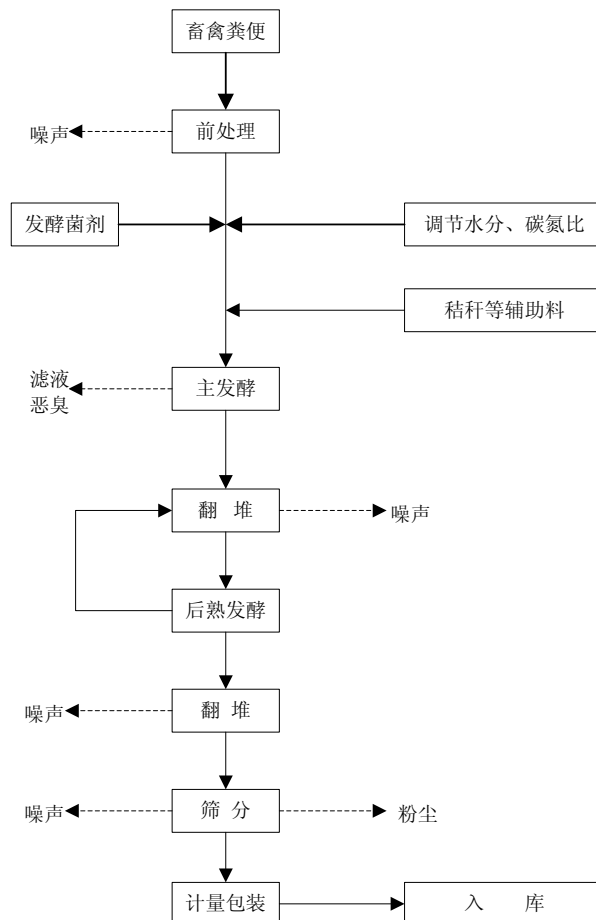 畜禽粪便
噪声
前处理
发酵菌剂
调节水分、碳氮比
秸秆等辅助料
滤液
恶臭
主发酵
翻 堆
噪声
后熟发酵
噪声
翻 堆
噪声
筛 分
粉尘
计量包装
入 库